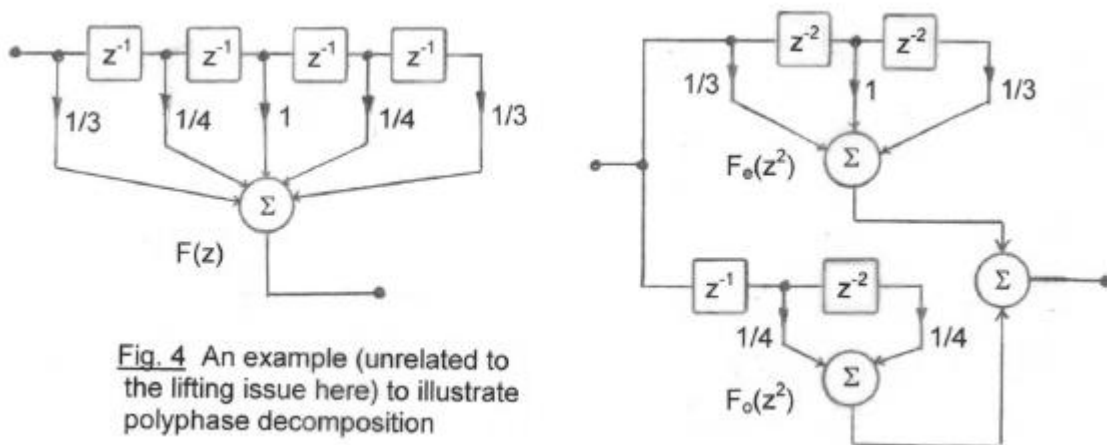 z⁻¹ z⁻¹ z⁻¹ z⁻¹
1/3 1/4 1 1/4 1/3
Σ
F(z)
Fig. 4 An example (unrelated to
the lifting issue here) to illustrate
polyphase decomposition
z⁻² z⁻²
1/3 1 1/3
Σ
Fₑ(z²)
Σ
z⁻¹ z⁻²
1/4 1/4
Σ
Fₒ(z²)